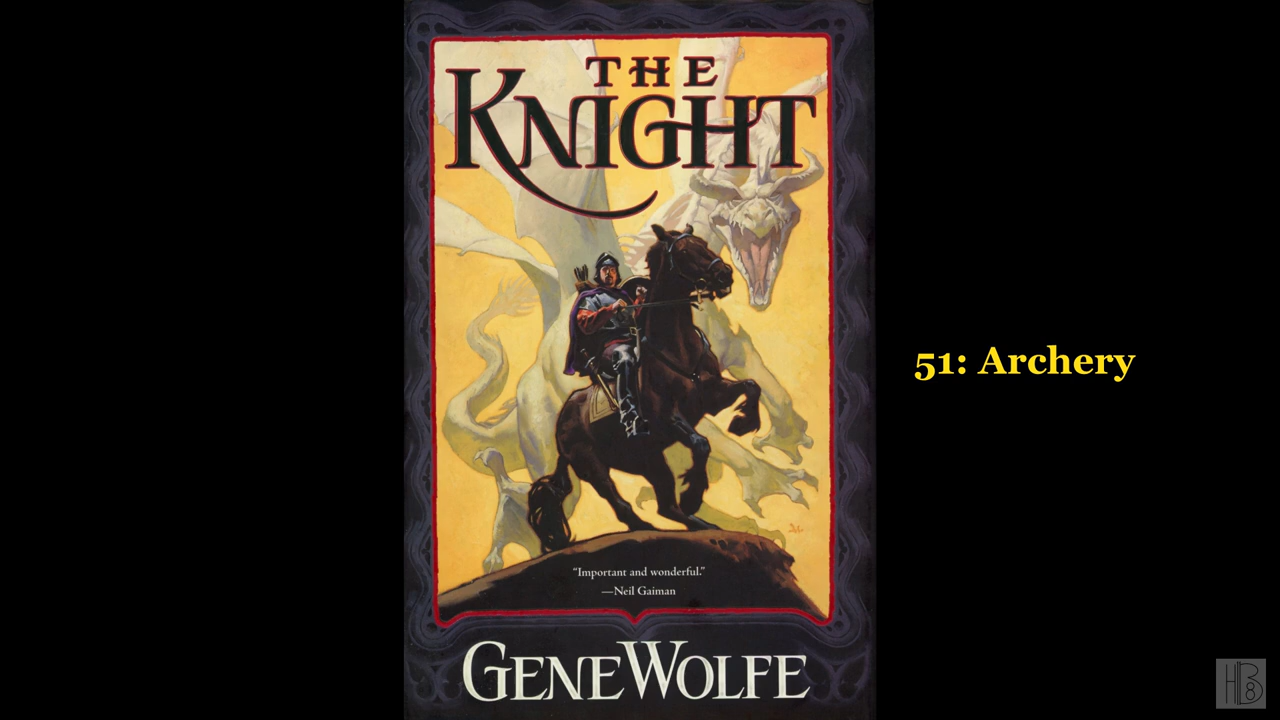 THE
KNIGHT
51: Archery
“Important and wonderful.”
—Neil Gaiman
GENE WOLFE